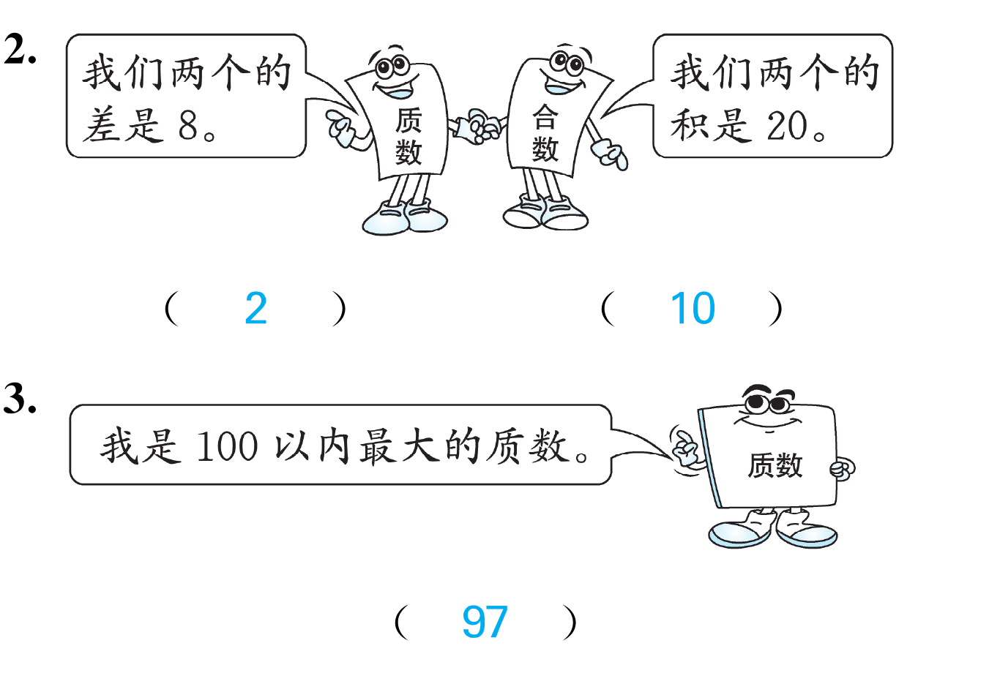 2.
我们两个的
差是 8。
质数
合数
我们两个的
积是 20。
( 2 ) ( 10 )
3.
我是 100 以内最大的质数。
质数
( 97 )